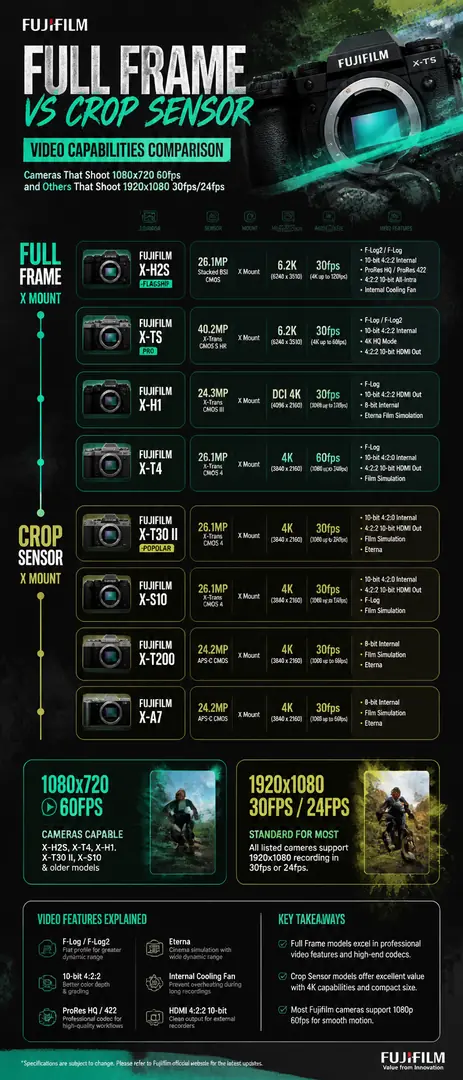 FUJIFILM
FULL FRAME
VS CROP SENSOR
VIDEO CAPABILITIES COMPARISON
Cameras That Shoot 1080x720 60fps
and Others That Shoot 1920x1080 30fps/24fps
FUJIFILM
X-T5
SENSOR
MOUNT
FULL
FRAME
X MOUNT
FUJIFILM
X-H2S
FLAGSHIP
26.1MP
Stacked BSI
CMOS
X Mount
6.2K
(6240 x 3510)
30fps
(4K up to 120fps)
• F-Log2 / F-Log
• 10-bit 4:2:2 Internal
• ProRes HQ / ProRes 422
• 4:2:2 10-bit All-Intra
• Internal Cooling Fan
FUJIFILM
X-TS
PRO
40.2MP
X-Trans
CMOS 5 HR
X Mount
6.2K
(6240 x 3510)
30fps
(4K up to 60fps)
• F-Log / F-Log2
• 10-bit 4:2:2 Internal
• 4K HQ Mode
• 4:2:2 10-bit HDMI Out
FUJIFILM
X-H1
24.3MP
X-Trans
CMOS III
X Mount
DCI 4K
(4096 x 2160)
30fps
• F-Log
• 10-bit 4:2:2 HDMI Out
• 8-bit Internal
• Eterna Film Simolation
FUJIFILM
X-T4
26.1MP
X-Trans
CMOS 4
X Mount
4K
(3840 x 2160)
60fps
• F-Log
• 10-bit 4:2:0 Internal
• 4:2:2 10-bit HDMI Out
• Film Simulation
CROP
SENSOR
X MOUNT
FUJIFILM
X-T30 II
POPOLAR
26.1MP
X-Trans
CMOS 4
X Mount
4K
(3840 x 2160)
30fps
• 10-bit 4:2:0 Internal
• 4:2:2 10-bit HDMI Out
• Film Simulation
• Eterna
FUJIFILM
X-S10
26.1MP
X-Trans
CMOS 4
X Mount
4K
(3840 x 2160)
30fps
• 10-bit 4:2:0 Internal
• 4:2:2 10-bit HDMI Out
• F-Log
• Film Simulation
FUJIFILM
X-T200
24.2MP
APS-C CMOS
X Mount
4K
(3840 x 2160)
30fps
• 8-bit Internal
• Film Simulation
• Eterna
FUJIFILM
X-A7
24.2MP
APS-C CMOS
X Mount
4K
(3840 x 2160)
30fps
• 8-bit Internal
• Film Simulation
• Eterna
1080x720
60FPS
CAMERAS CAPABLE
X-H2S, X-T4, X-H1.
X-T30 II, X-S10
& older models
1920x1080
30FPS / 24FPS
STANDARD FOR MOST
All listed cameras support
1920x1080 recording in
30fps or 24fps.
VIDEO FEATURES EXPLAINED
F-Log / F-Log2
Flat profile for greater
dynamic range
10-bit 4:2:2
Better color depth
& grading
ProRes HQ / 422
Professional codec for
high-quality workflows
Eterna
Cinema simulation with
wide dynamic range
Internal Cooling Fan
Prevent overheating during
long recordings
HDMI 4:2:2 10-bit
Clean output for external
recorders
KEY TAKEAWAYS
Full Frame models excel in professional
video features and high-end codecs.
Crop Sensor models offer excellent value
with 4K capabilities and compact size.
Most Fujifilm cameras support 1080p
60fps for smooth motion.
*Specifications are subject to change. Please refer to Fujifilm official website for the latest updates.
FUJIFILM
Value from Innovation